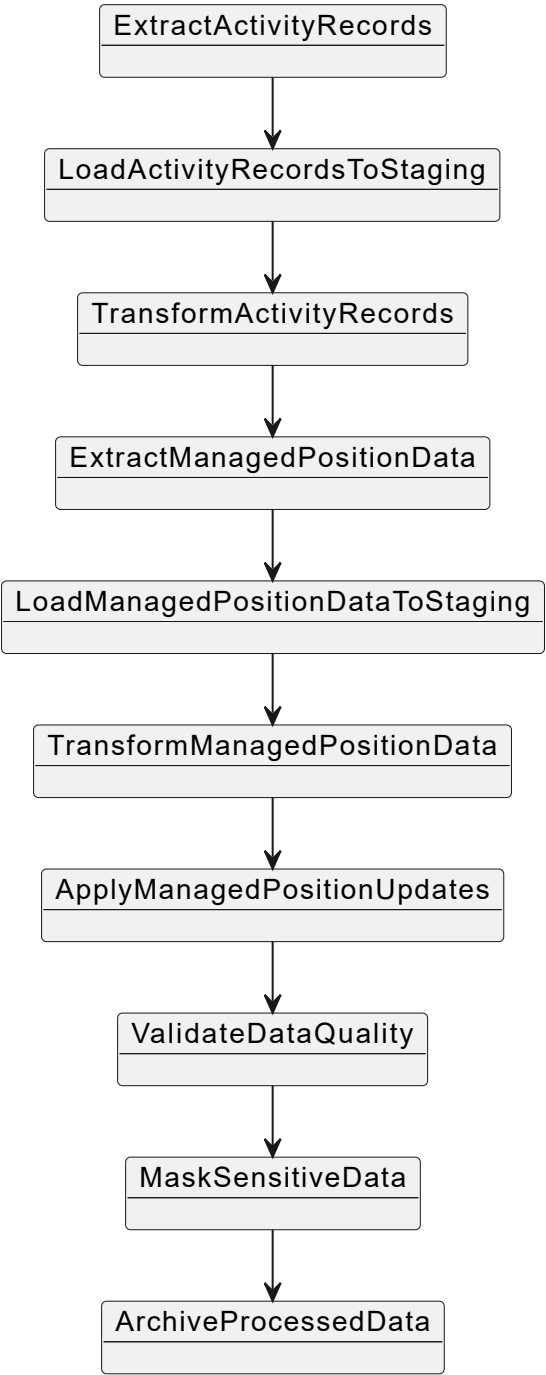 ExtractActivityRecords
LoadActivityRecordsToStaging
TransformActivityRecords
ExtractManagedPositionData
LoadManagedPositionDataToStaging
TransformManagedPositionData
ApplyManagedPositionUpdates
ValidateDataQuality
MaskSensitiveData
ArchiveProcessedData